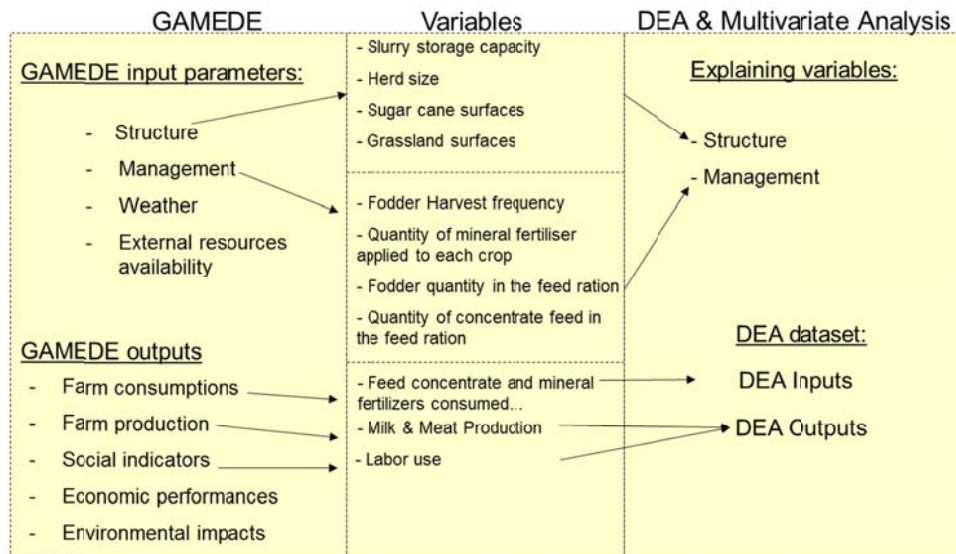 GAMEDE
Variables
DEA & Multivariate Analysis
GAMEDE input parameters:
- Structure
- Management
- Weather
- External resources
availability
GAMEDE outputs
- Farm consumptions
- Farm production
- Social indicators
- Economic performances
- Environmental impacts
- Slurry storage capacity
- Herd size
- Sugar cane surfaces
- Grassland surfaces
- Fodder Harvest frequency
- Quantity of mineral fertiliser
applied to each crop
- Fodder quantity in the feed ration
- Quantity of concentrate feed in
the feed ration
- Feed concentrate and mineral
fertilizers consumed...
- Milk & Meat Production
- Labor use
Explaining variables:
- Structure
- Management
DEA dataset:
DEA Inputs
DEA Outputs